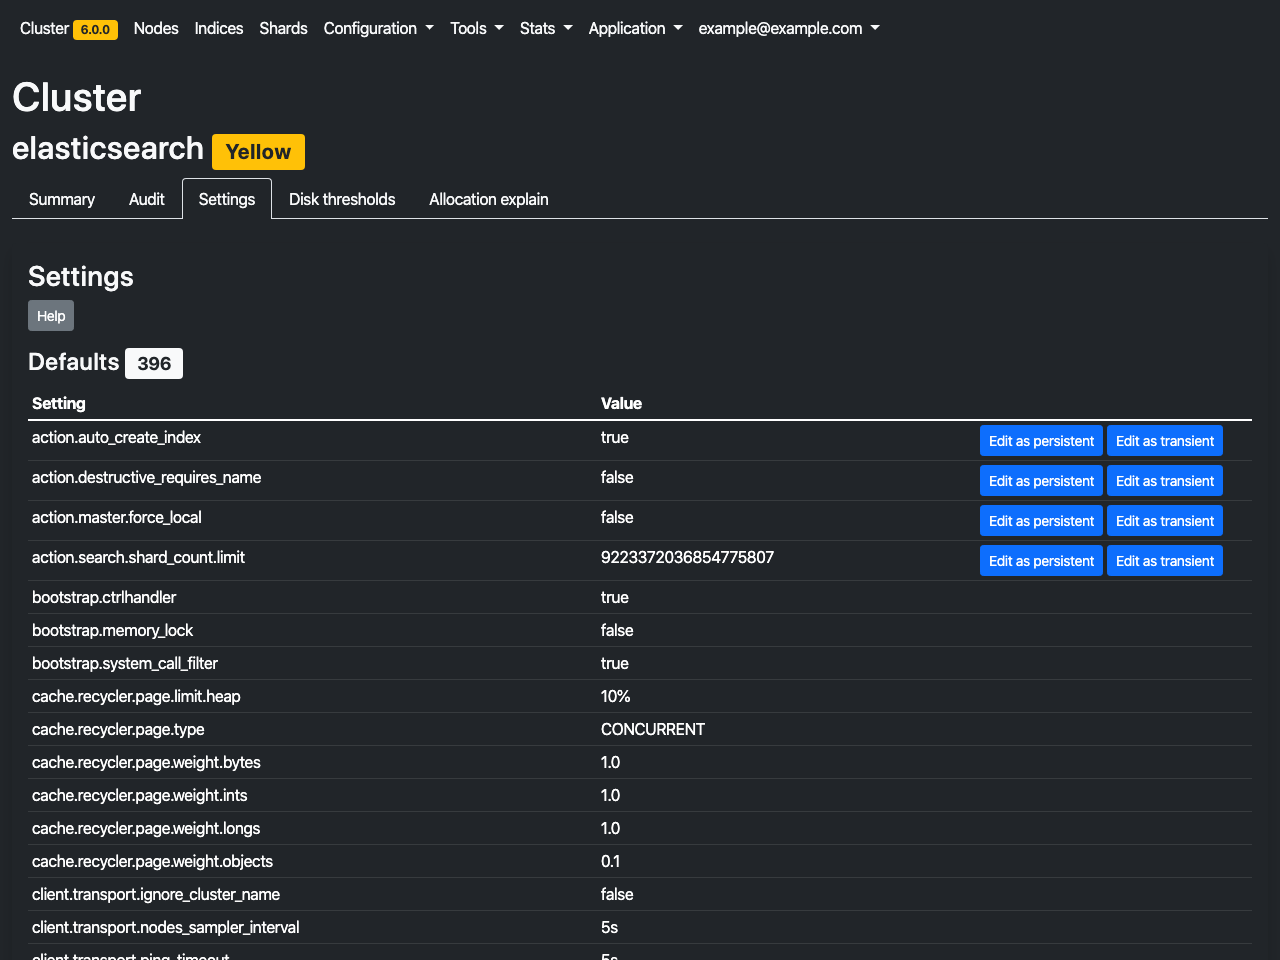 Cluster 6.0.0 Nodes Indices Shards Configuration Tools Stats Application example@example.com
Cluster
elasticsearch Yellow
Summary Audit Settings Disk thresholds Allocation explain
Settings
Help
Defaults 396
Setting Value
action.auto_create_index true Edit as persistent Edit as transient
action.destructive_requires_name false Edit as persistent Edit as transient
action.master.force_local false Edit as persistent Edit as transient
action.search.shard_count.limit 9223372036854775807 Edit as persistent Edit as transient
bootstrap.ctrlhandler true
bootstrap.memory_lock false
bootstrap.system_call_filter true
cache.recycler.page.limit.heap 10%
cache.recycler.page.type CONCURRENT
cache.recycler.page.weight.bytes 1.0
cache.recycler.page.weight.ints 1.0
cache.recycler.page.weight.longs 1.0
cache.recycler.page.weight.objects 0.1
client.transport.ignore_cluster_name false
client.transport.nodes_sampler_interval 5s
client.transport.ping_timeout 5s